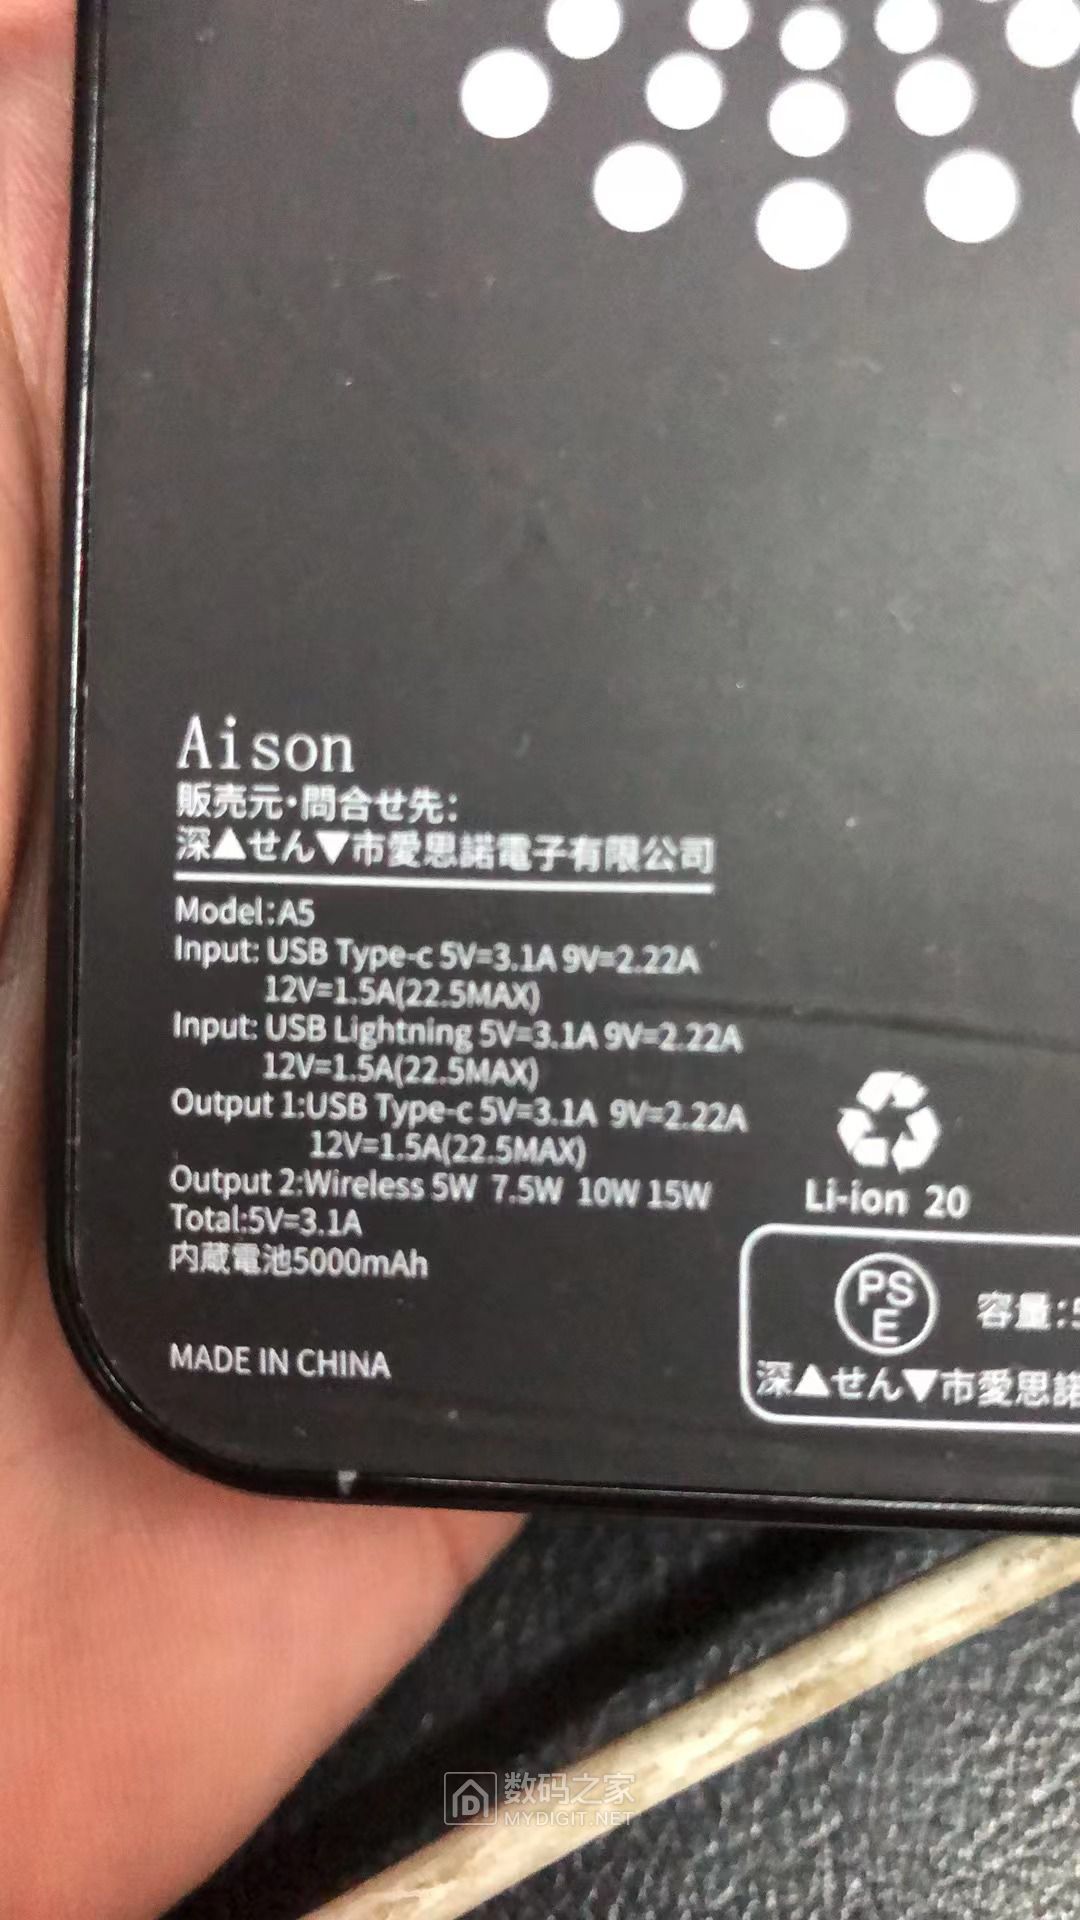 Aison
販売元・問合せ先:
深▲せん▼市愛思諾電子有限公司
Model:A5
Input: USB Type-c 5V=3.1A 9V=2.22A
12V=1.5A(22.5MAX)
Input: USB Lightning 5V=3.1A 9V=2.22A
12V=1.5A(22.5MAX)
Output 1:USB Type-c 5V=3.1A 9V=2.22A
12V=1.5A(22.5MAX)
Output 2:Wireless 5W 7.5W 10W 15W
Total:5V=3.1A
内蔵電池5000mAh
MADE IN CHINA
Li-ion 20
PS
E
容量:5
深▲せん▼市愛思諾
数码之家
MYDIGIT.NET